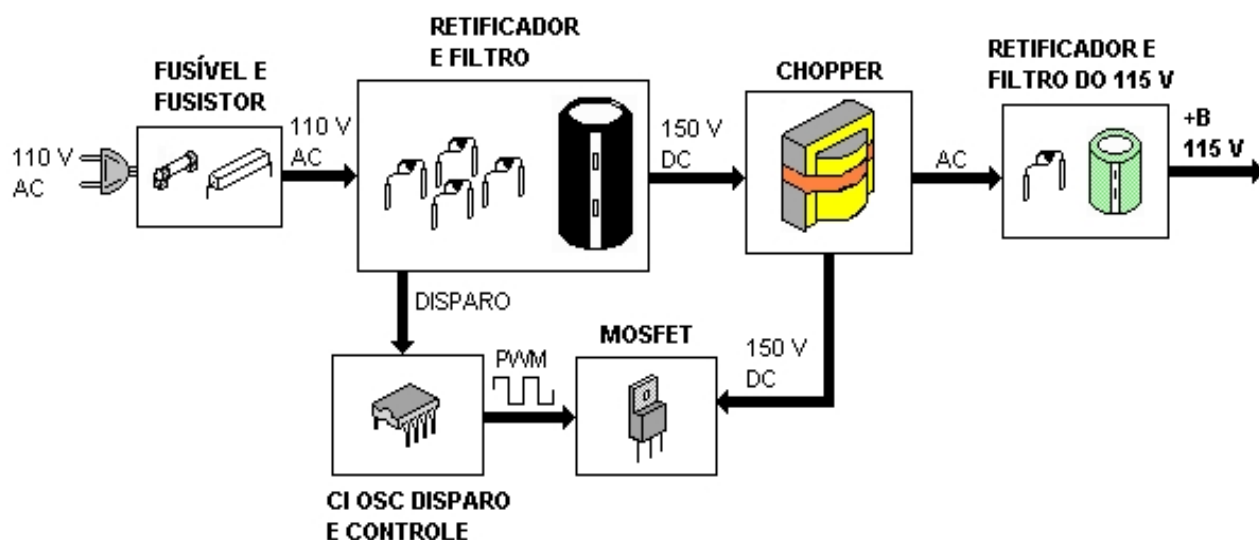 RETIFICADOR
E FILTRO
FUSÍVEL E
FUSISTOR
CHOPPER
RETIFICADOR E
FILTRO DO 115 V
110 V
AC
110 V
AC
150 V
DC
AC
+B
115 V
DISPARO
MOSFET
PWM
150 V
DC
CI OSC DISPARO
E CONTROLE